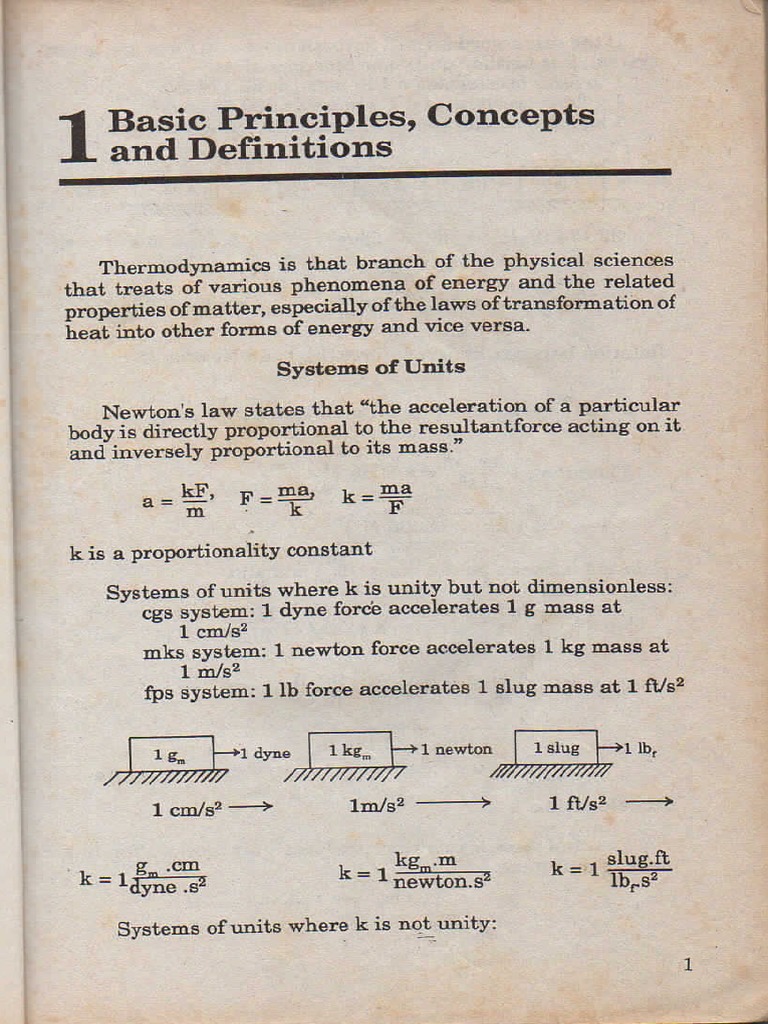 1 Basic Principles, Concepts
and Definitions
Thermodynamics is that branch of the physical sciences
that treats of various phenomena of energy and the related
properties of matter, especially of the laws of transformation of
heat into other forms of energy and vice versa.
Systems of Units
Newton's law states that “the acceleration of a particular
body is directly proportional to the resultantforce acting on it
and inversely proportional to its mass.”
a = kF/m, F = ma/k, k = ma/F
k is a proportionality constant
Systems of units where k is unity but not dimensionless:
cgs system: 1 dyne force accelerates 1 g mass at
1 cm/s²
mks system: 1 newton force accelerates 1 kg mass at
1 m/s²
fps system: 1 lb force accelerates 1 slug mass at 1 ft/s²
1 gₘ → 1 dyne 1 kgₘ → 1 newton 1 slug → 1 lb_f
1 cm/s² → 1m/s² → 1 ft/s² →
k = 1 gₘ.cm/dyne.s² k = 1 kgₘ.m/newton.s² k = 1 slug.ft/lb_f.s²
Systems of units where k is not unity:
1